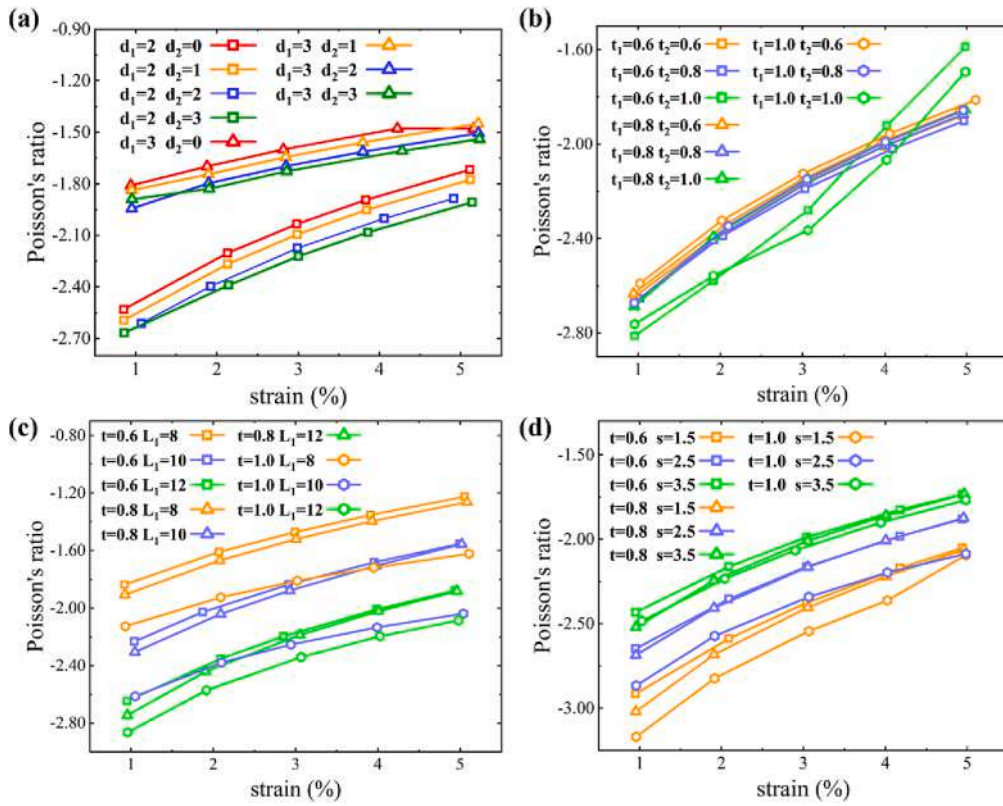 (a)
-0.90
-1.20
-1.50
-1.80
-2.10
-2.40
-2.70
Poisson's ratio
d₁=2 d₂=0
d₁=2 d₂=1
d₁=2 d₂=2
d₁=2 d₂=3
d₁=3 d₂=0
d₁=3 d₂=1
d₁=3 d₂=2
d₁=3 d₂=3
1 2 3 4 5
strain (%)
(b)
-1.60
-2.00
-2.40
-2.80
Poisson's ratio
t₁=0.6 t₂=0.6
t₁=0.6 t₂=0.8
t₁=0.6 t₂=1.0
t₁=0.8 t₂=0.6
t₁=0.8 t₂=0.8
t₁=0.8 t₂=1.0
t₁=1.0 t₂=0.6
t₁=1.0 t₂=0.8
t₁=1.0 t₂=1.0
1 2 3 4 5
strain (%)
(c)
-0.80
-1.20
-1.60
-2.00
-2.40
-2.80
Poisson's ratio
t=0.6 L₁=8
t=0.6 L₁=10
t=0.6 L₁=12
t=0.8 L₁=8
t=0.8 L₁=10
t=0.8 L₁=12
t=1.0 L₁=8
t=1.0 L₁=10
t=1.0 L₁=12
1 2 3 4 5
strain (%)
(d)
-1.50
-2.00
-2.50
-3.00
Poisson's ratio
t=0.6 s=1.5
t=0.6 s=2.5
t=0.6 s=3.5
t=0.8 s=1.5
t=0.8 s=2.5
t=0.8 s=3.5
t=1.0 s=1.5
t=1.0 s=2.5
t=1.0 s=3.5
1 2 3 4 5
strain (%)